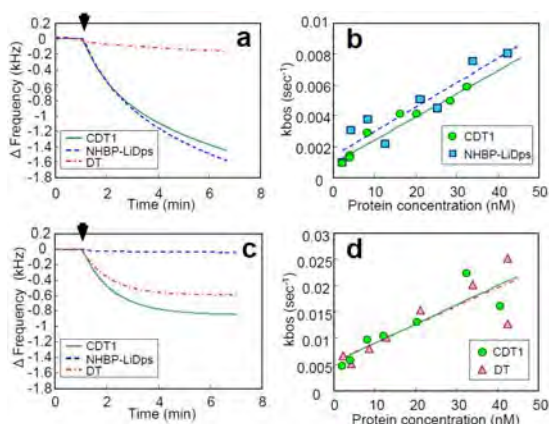 a
Δ Frequency (kHz)
0.2
0
-0.2
-0.4
-0.6
-0.8
-1
-1.2
-1.4
-1.6
-1.8
CDT1
NHBP-LiDps
DT
0 2 4 6 8
Time (min)
b
kbos (sec⁻¹)
0.01
0.008
0.006
0.004
0.002
0
CDT1
NHBP-LiDps
0 10 20 30 40 50
Protein concentration (nM)
c
Δ Frequency (kHz)
0.2
0
-0.2
-0.4
-0.6
-0.8
-1
-1.2
-1.4
-1.6
-1.8
CDT1
NHBP-LiDps
DT
0 2 4 6 8
Time (min)
d
kbos (sec⁻¹)
0.03
0.025
0.02
0.015
0.01
0.005
0
CDT1
DT
0 10 20 30 40 50
Protein concentration (nM)